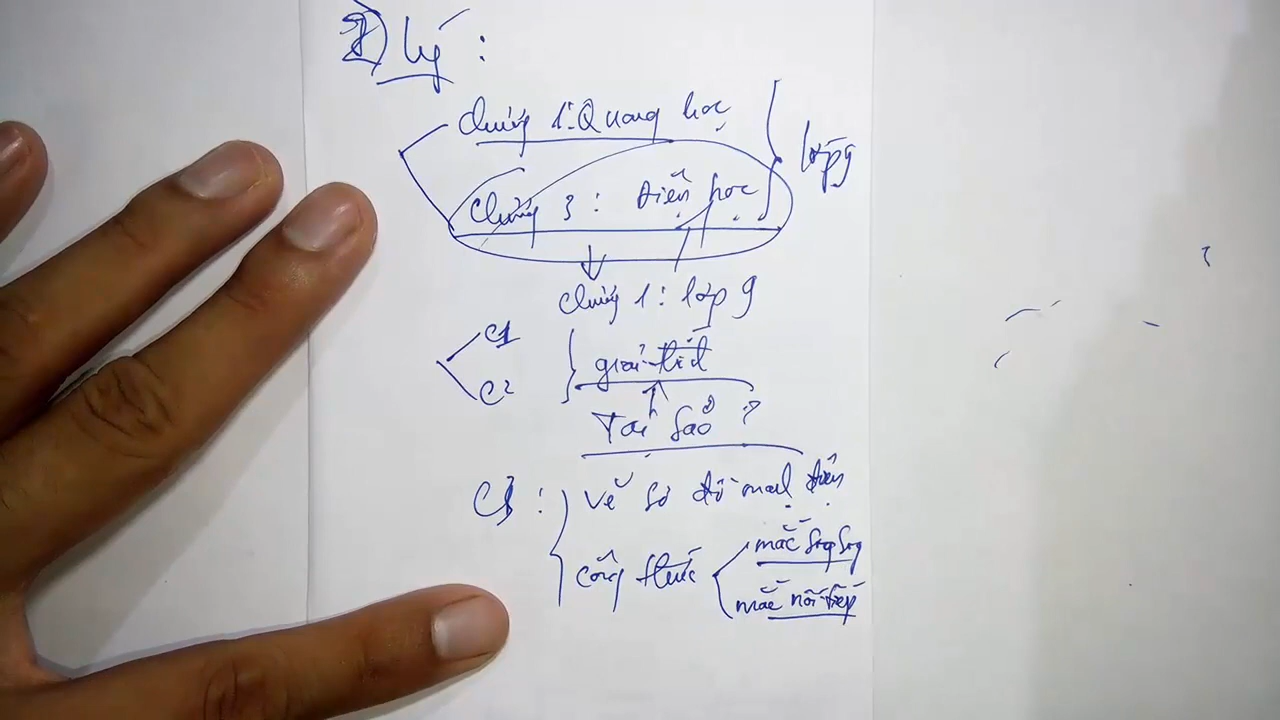 Lý :
Chương 1: Quang học
lớp 9
Chương 3 : Điện học
Chương 1 : lớp 9
C1
C2
giải thích
Tại sao ?
C3 :
Vẽ sơ đồ mạch điện
công thức
mắc song song
mắc nối tiếp